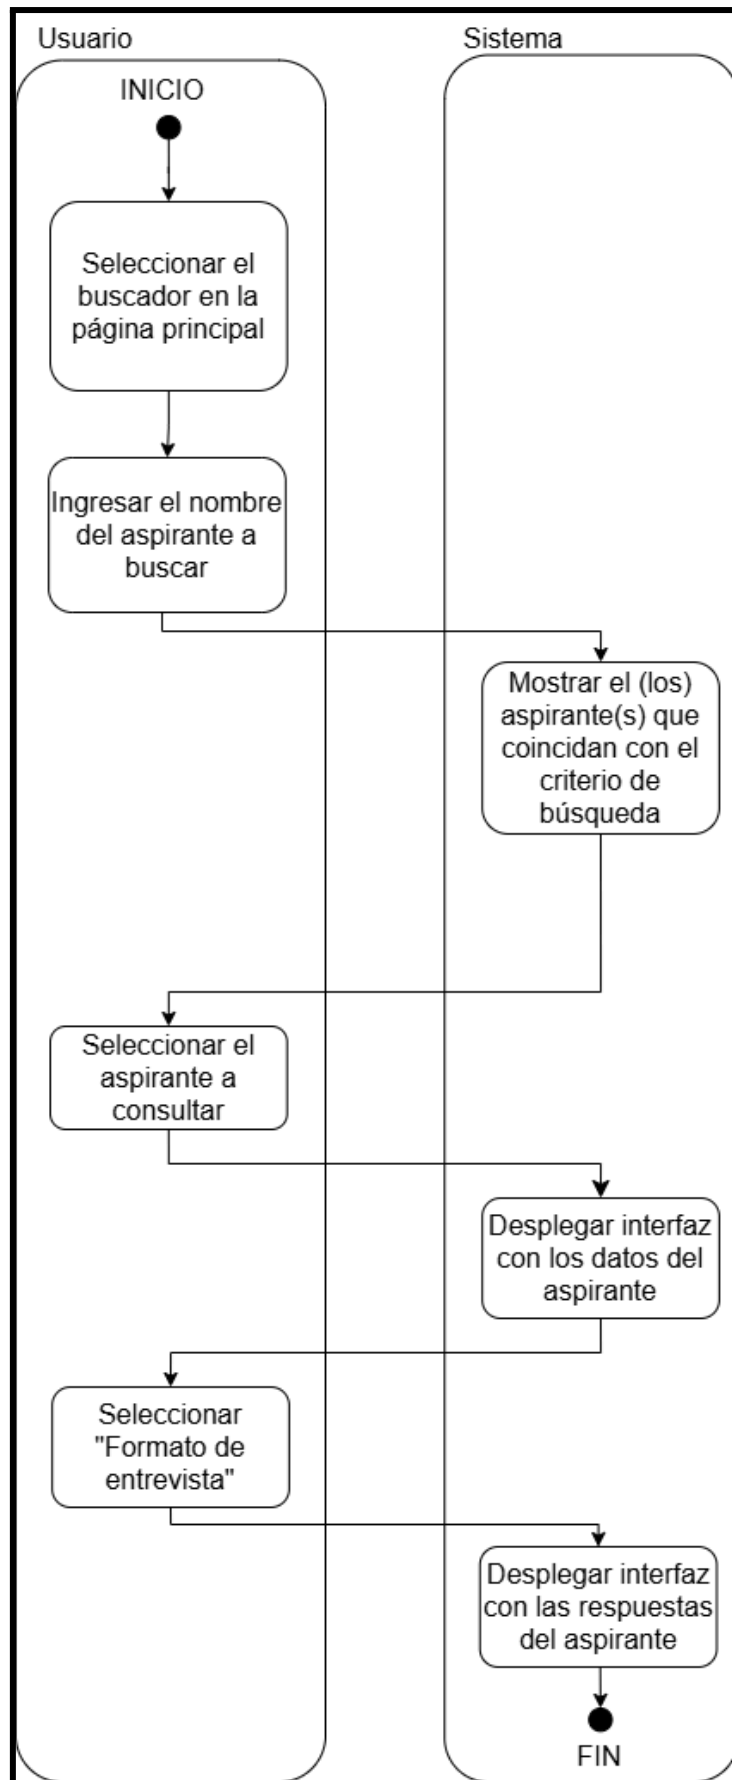 Usuario
Sistema
INICIO
Seleccionar el
buscador en la
página principal
Ingresar el nombre
del aspirante a
buscar
Mostrar el (los)
aspirante(s) que
coincidan con el
criterio de
búsqueda
Seleccionar el
aspirante a
consultar
Desplegar interfaz
con los datos del
aspirante
Seleccionar
"Formato de
entrevista"
Desplegar interfaz
con las respuestas
del aspirante
FIN